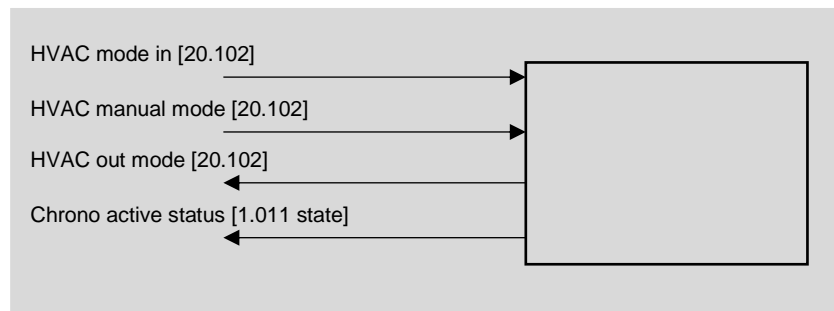 HVAC mode in [20.102]
HVAC manual mode [20.102]
HVAC out mode [20.102]
Chrono active status [1.011 state]